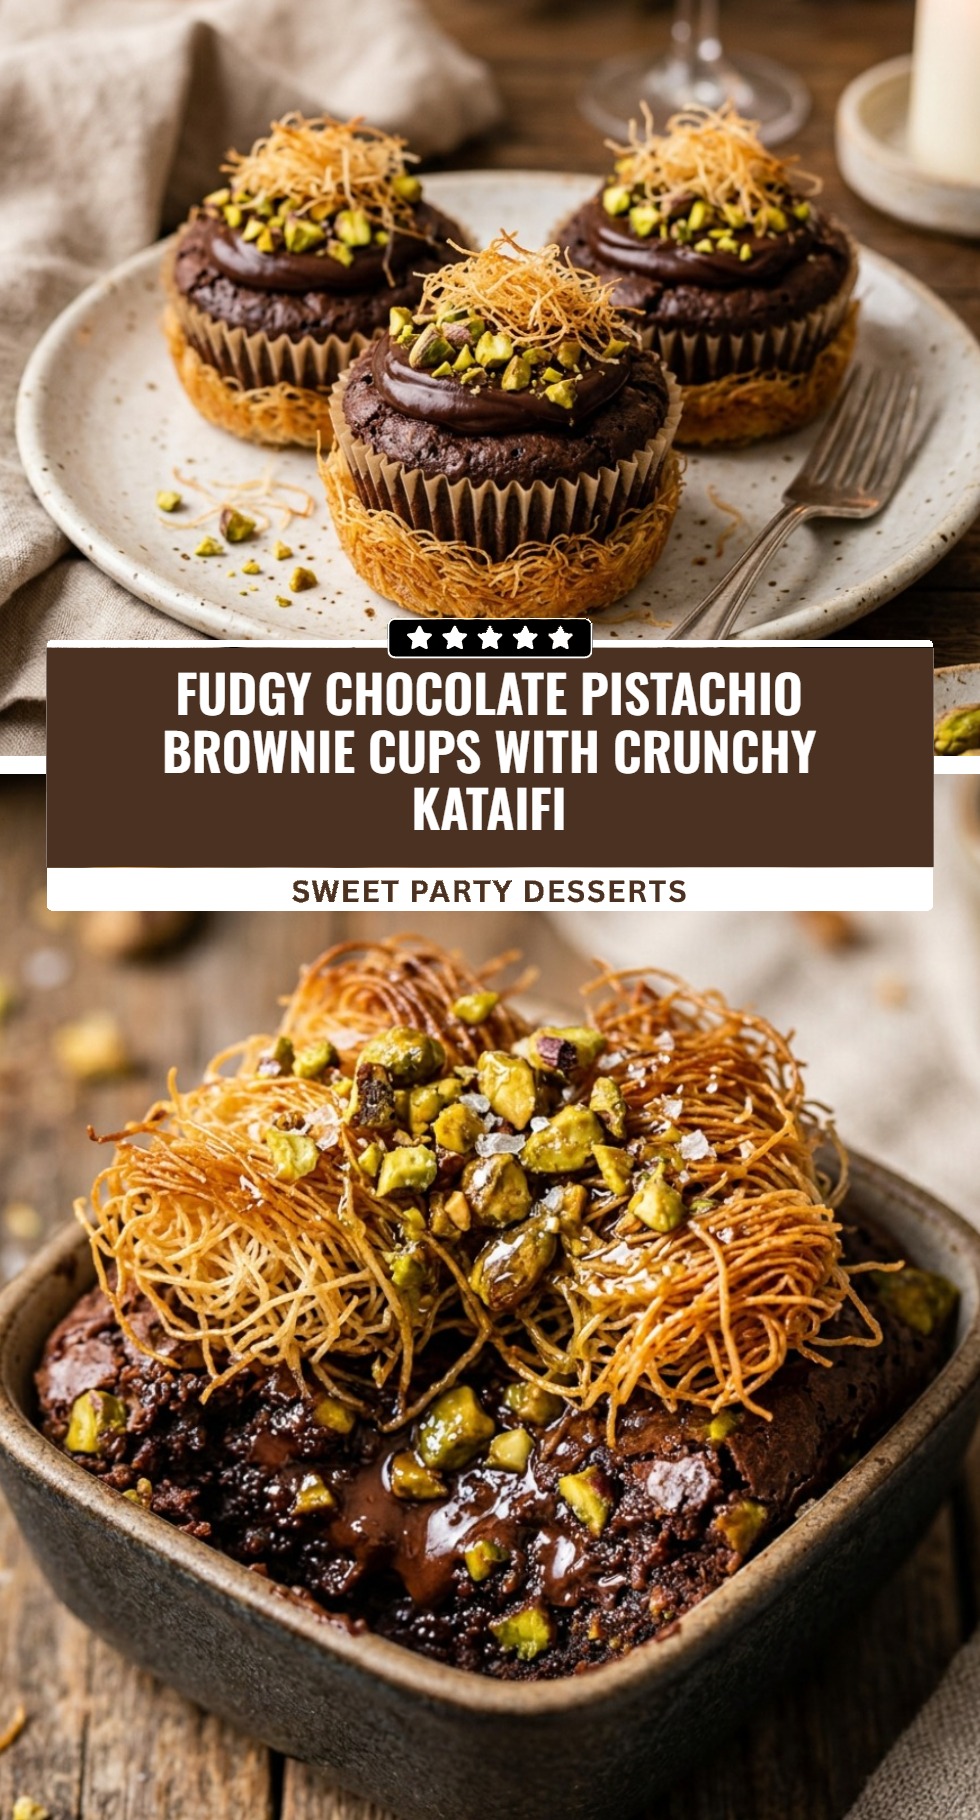 FUDGY CHOCOLATE PISTACHIO
BROWNIE CUPS WITH CRUNCHY
KATAIFI
SWEET PARTY DESSERTS